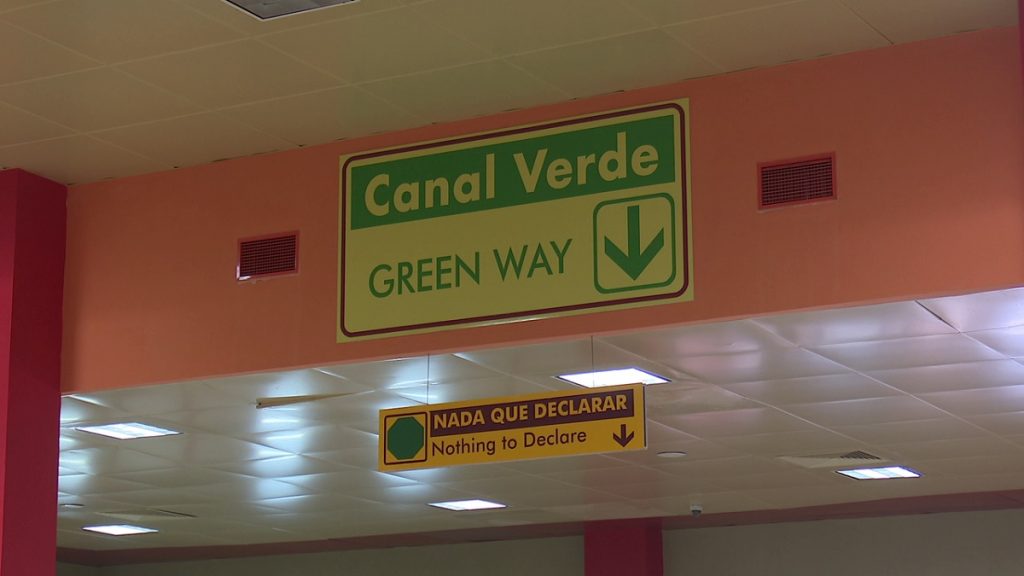 Canal Verde
GREEN WAY
NADA QUE DECLARAR
Nothing to Declare